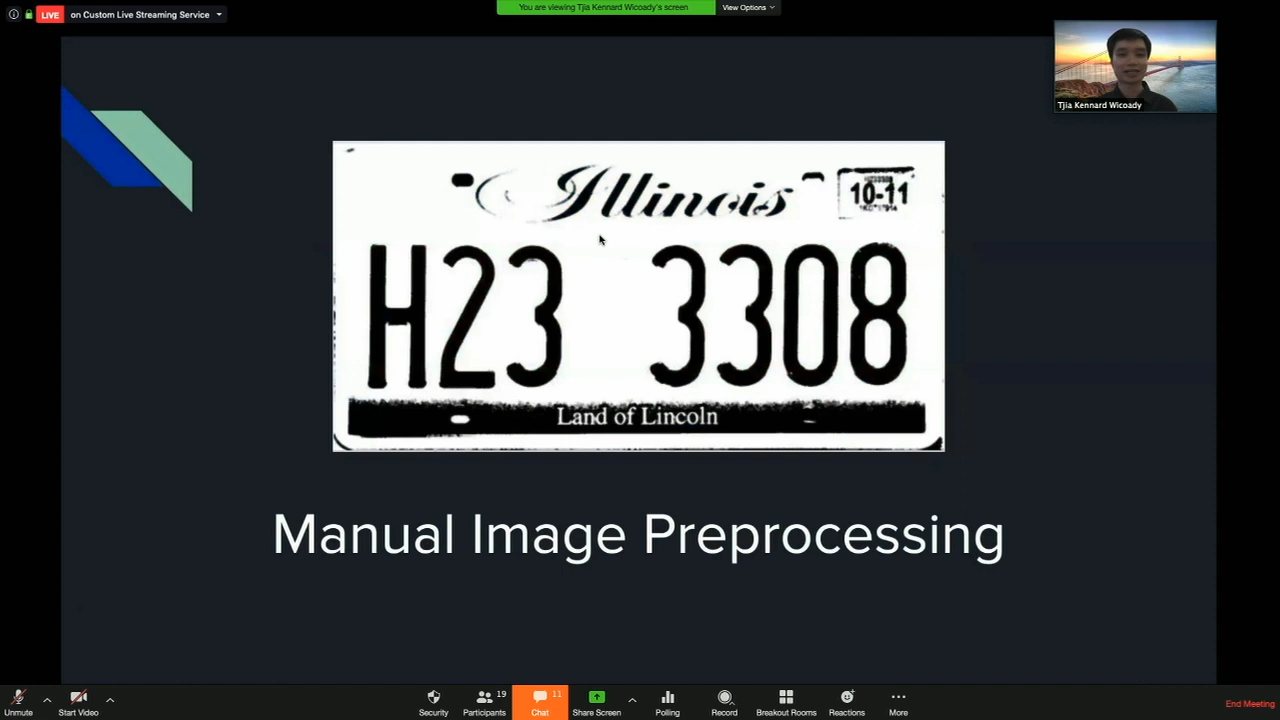 LIVE on Custom Live Streaming Service
You are viewing Tjia Kennard Wicoady's screen
View Options
Tjia Kennard Wicoady
Illinois
10-11
H23 3308
Land of Lincoln
Manual Image Preprocessing
Unmute
Start Video
Security
Participants 19
Chat 11
Share Screen
Polling
Record
Breakout Rooms
Reactions
More
End Meeting